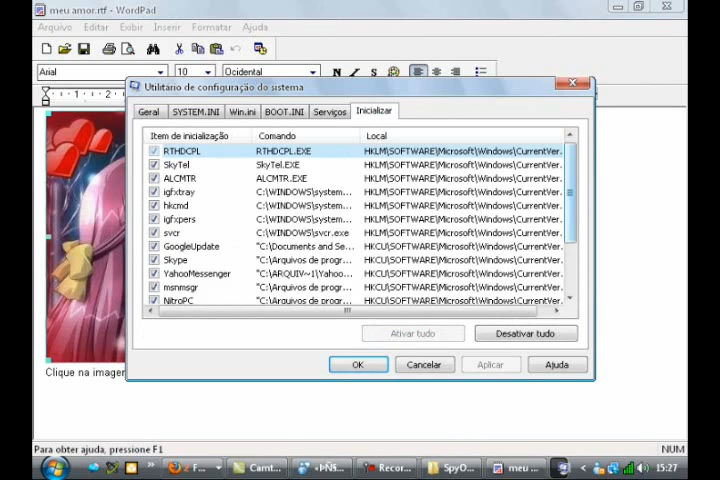 meu amor.rtf - WordPad
Arquivo Editar Exibir Inserir Formatar Ajuda
Arial 10 Ocidental N I S
1 2
Utilitário de configuração do sistema
Geral SYSTEM.INI Win.ini BOOT.INI Serviços Inicializar
Item de inicialização Comando Local
RTHDCPL RTHDCPL.EXE HKLM\SOFTWARE\Microsoft\Windows\CurrentVer.
SkyTel SkyTel.EXE HKLM\SOFTWARE\Microsoft\Windows\CurrentVer.
ALCMTR ALCMTR.EXE HKLM\SOFTWARE\Microsoft\Windows\CurrentVer.
igfxtray C:\WINDOWS\system... HKLM\SOFTWARE\Microsoft\Windows\CurrentVer.
hkcmd C:\WINDOWS\system... HKLM\SOFTWARE\Microsoft\Windows\CurrentVer.
igfxpers C:\WINDOWS\system... HKLM\SOFTWARE\Microsoft\Windows\CurrentVer.
svcr C:\WINDOWS\svcr.exe HKLM\SOFTWARE\Microsoft\Windows\CurrentVer.
GoogleUpdate "C:\Documents and Se... HKCU\SOFTWARE\Microsoft\Windows\CurrentVer.
Skype "C:\Arquivos de progr... HKCU\SOFTWARE\Microsoft\Windows\CurrentVer.
YahooMessenger "C:\ARQUIV~1\Yahoo... HKCU\SOFTWARE\Microsoft\Windows\CurrentVer.
msnmsgr "C:\Arquivos de progr... HKCU\SOFTWARE\Microsoft\Windows\CurrentVer.
NitroPC "C:\Arquivos de progr... HKCU\SOFTWARE\Microsoft\Windows\CurrentVer.
Ativar tudo Desativar tudo
OK Cancelar Aplicar Ajuda
Clique na imagem
Para obter ajuda, pressione F1 NUM
2 F... Camt... ‹ÞÑ5... Recor... SpyO... meu ... 15:27